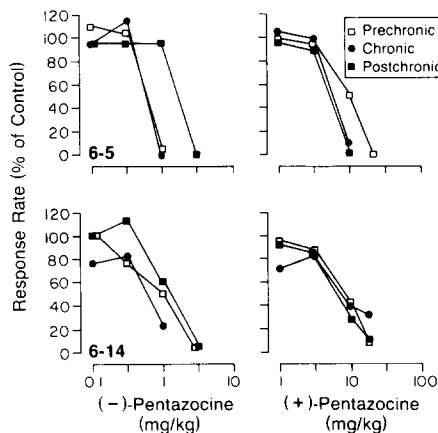 120
100
80
60
40
20
0
6-5
Prechronic
Chronic
Postchronic
Response Rate (% of Control)
120
100
80
60
40
20
0
6-14
0.1 1 10
1 10 100
(−)-Pentazocine
(mg/kg)
(+)-Pentazocine
(mg/kg)